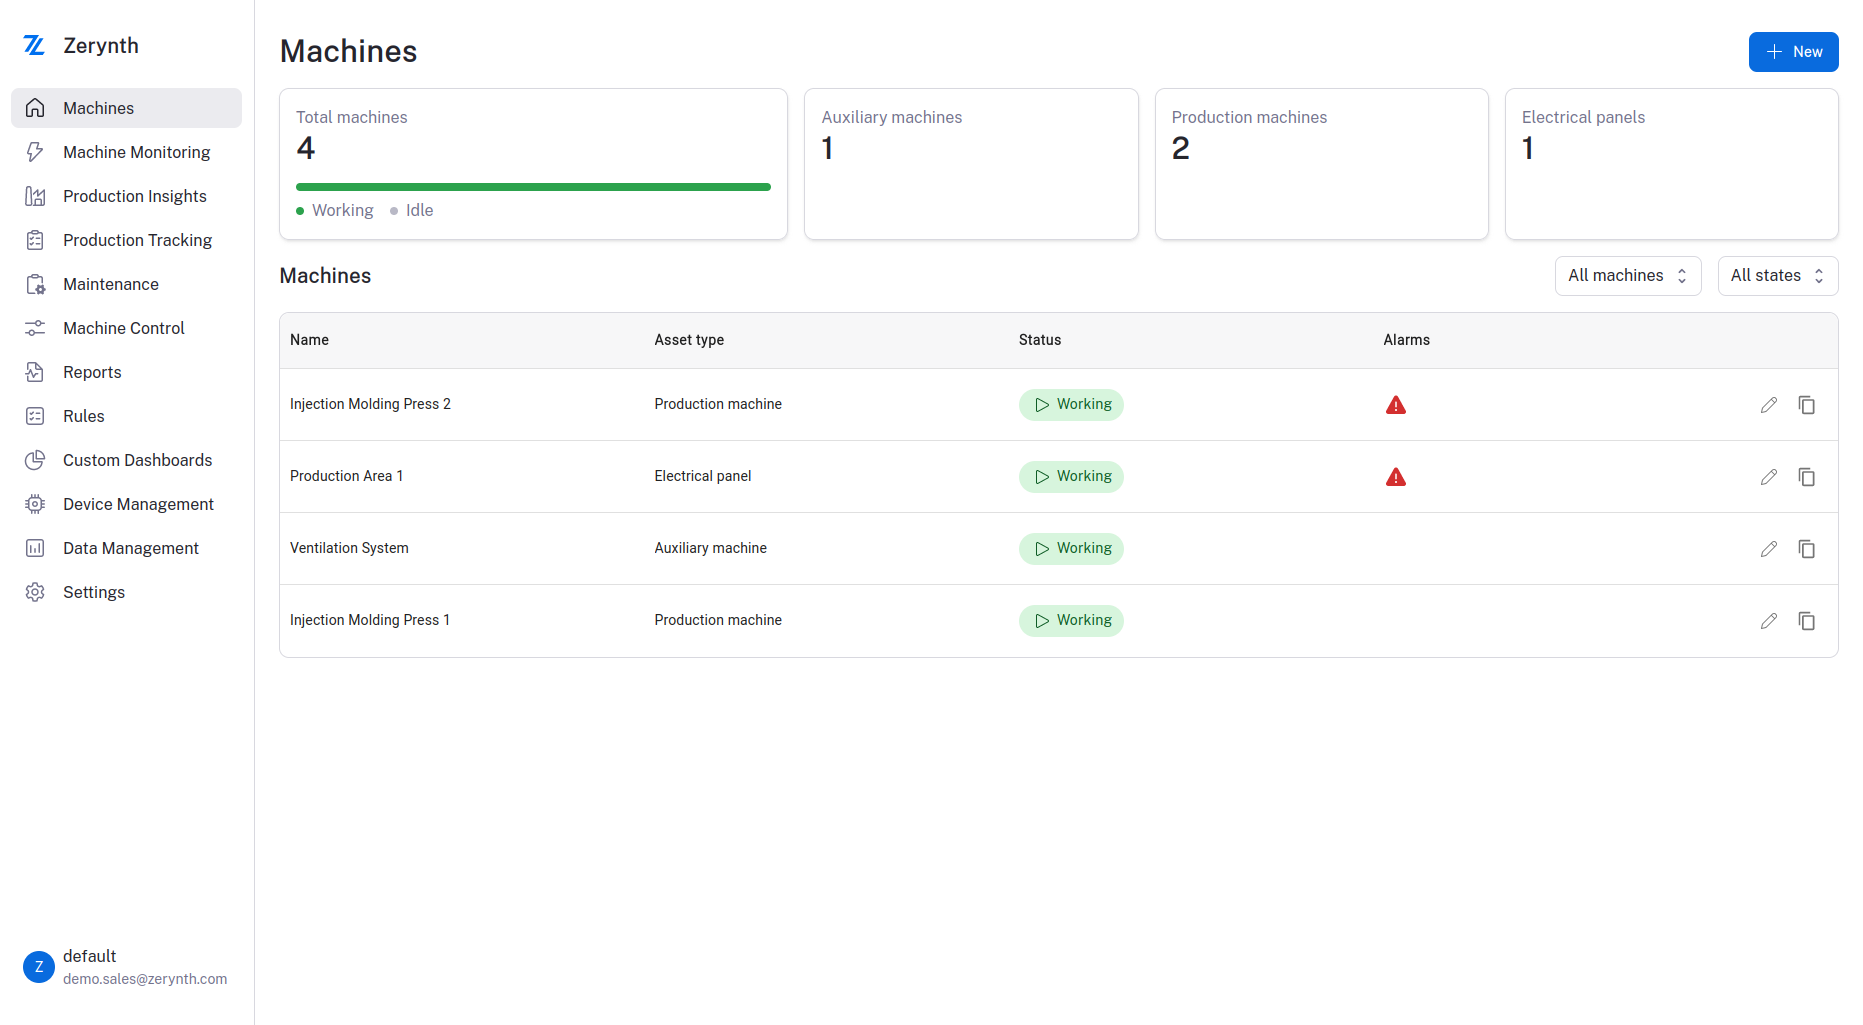 Zerynth
Machines
Machine Monitoring
Production Insights
Production Tracking
Maintenance
Machine Control
Reports
Rules
Custom Dashboards
Device Management
Data Management
Settings
Z
default
demo.sales@zerynth.com
Machines
New
Total machines
4
Working Idle
Auxiliary machines
1
Production machines
2
Electrical panels
1
Machines
All machines All states
Name Asset type Status Alarms
Injection Molding Press 2 Production machine Working
Production Area 1 Electrical panel Working
Ventilation System Auxiliary machine Working
Injection Molding Press 1 Production machine Working